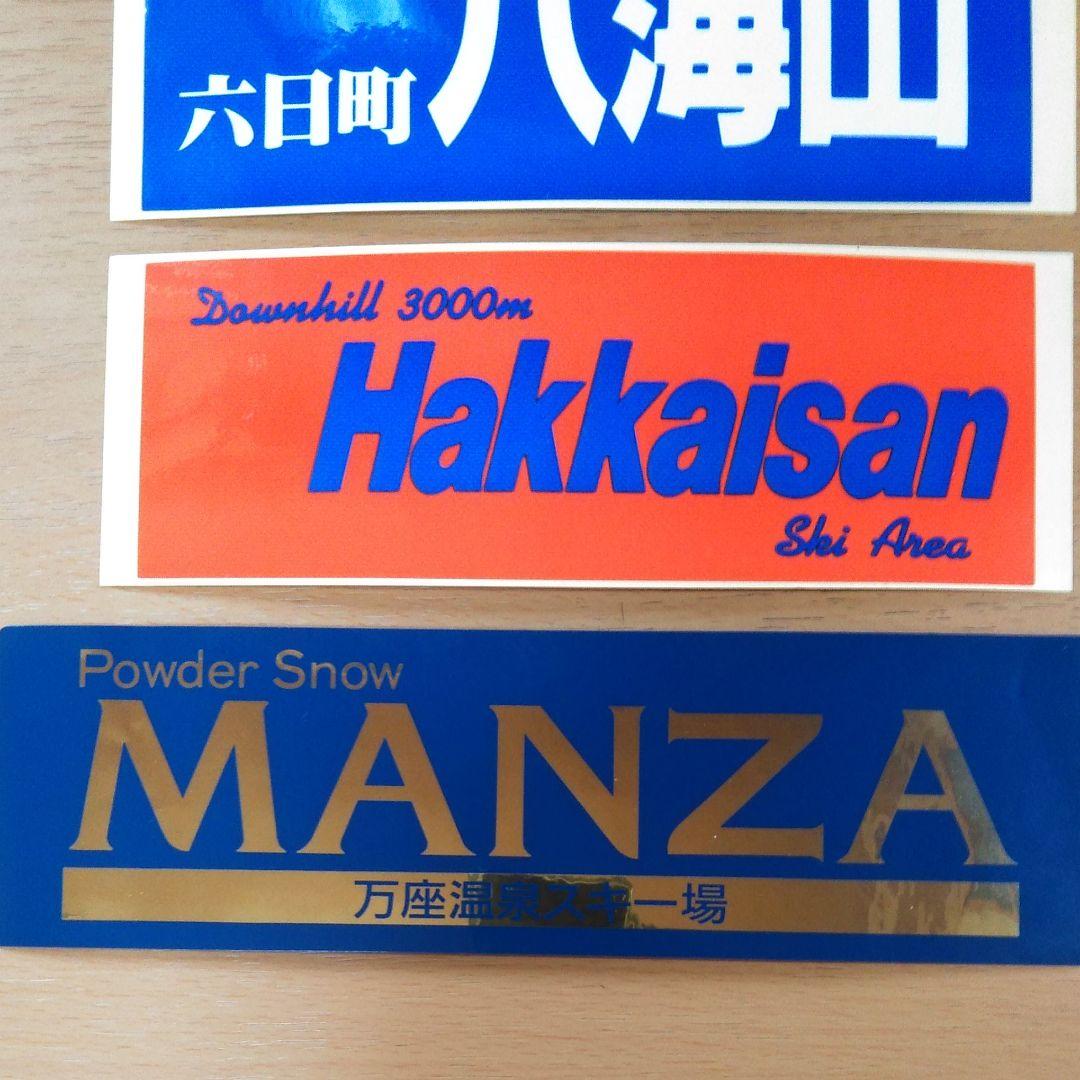 六日町 八海山
Downhill 3000m
Hakkaisan
Ski Area
Powder Snow
MANZA
万座温泉スキー場